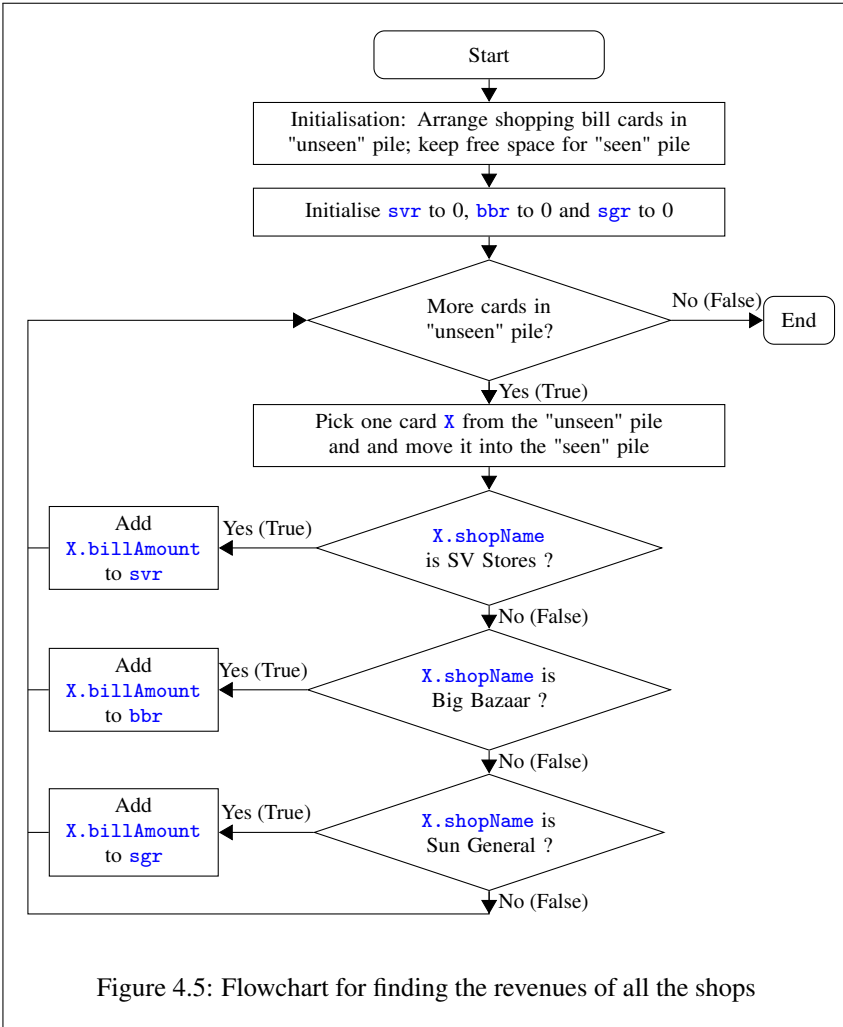 Start
Initialisation: Arrange shopping bill cards in
"unseen" pile; keep free space for "seen" pile
Initialise svr to 0, bbr to 0 and sgr to 0
More cards in
"unseen" pile?
No (False)
End
Yes (True)
Pick one card X from the "unseen" pile
and and move it into the "seen" pile
X.shopName
is SV Stores ?
Yes (True)
Add
X.billAmount
to svr
No (False)
X.shopName is
Big Bazaar ?
Yes (True)
Add
X.billAmount
to bbr
No (False)
X.shopName is
Sun General ?
Yes (True)
Add
X.billAmount
to sgr
No (False)
Figure 4.5: Flowchart for finding the revenues of all the shops